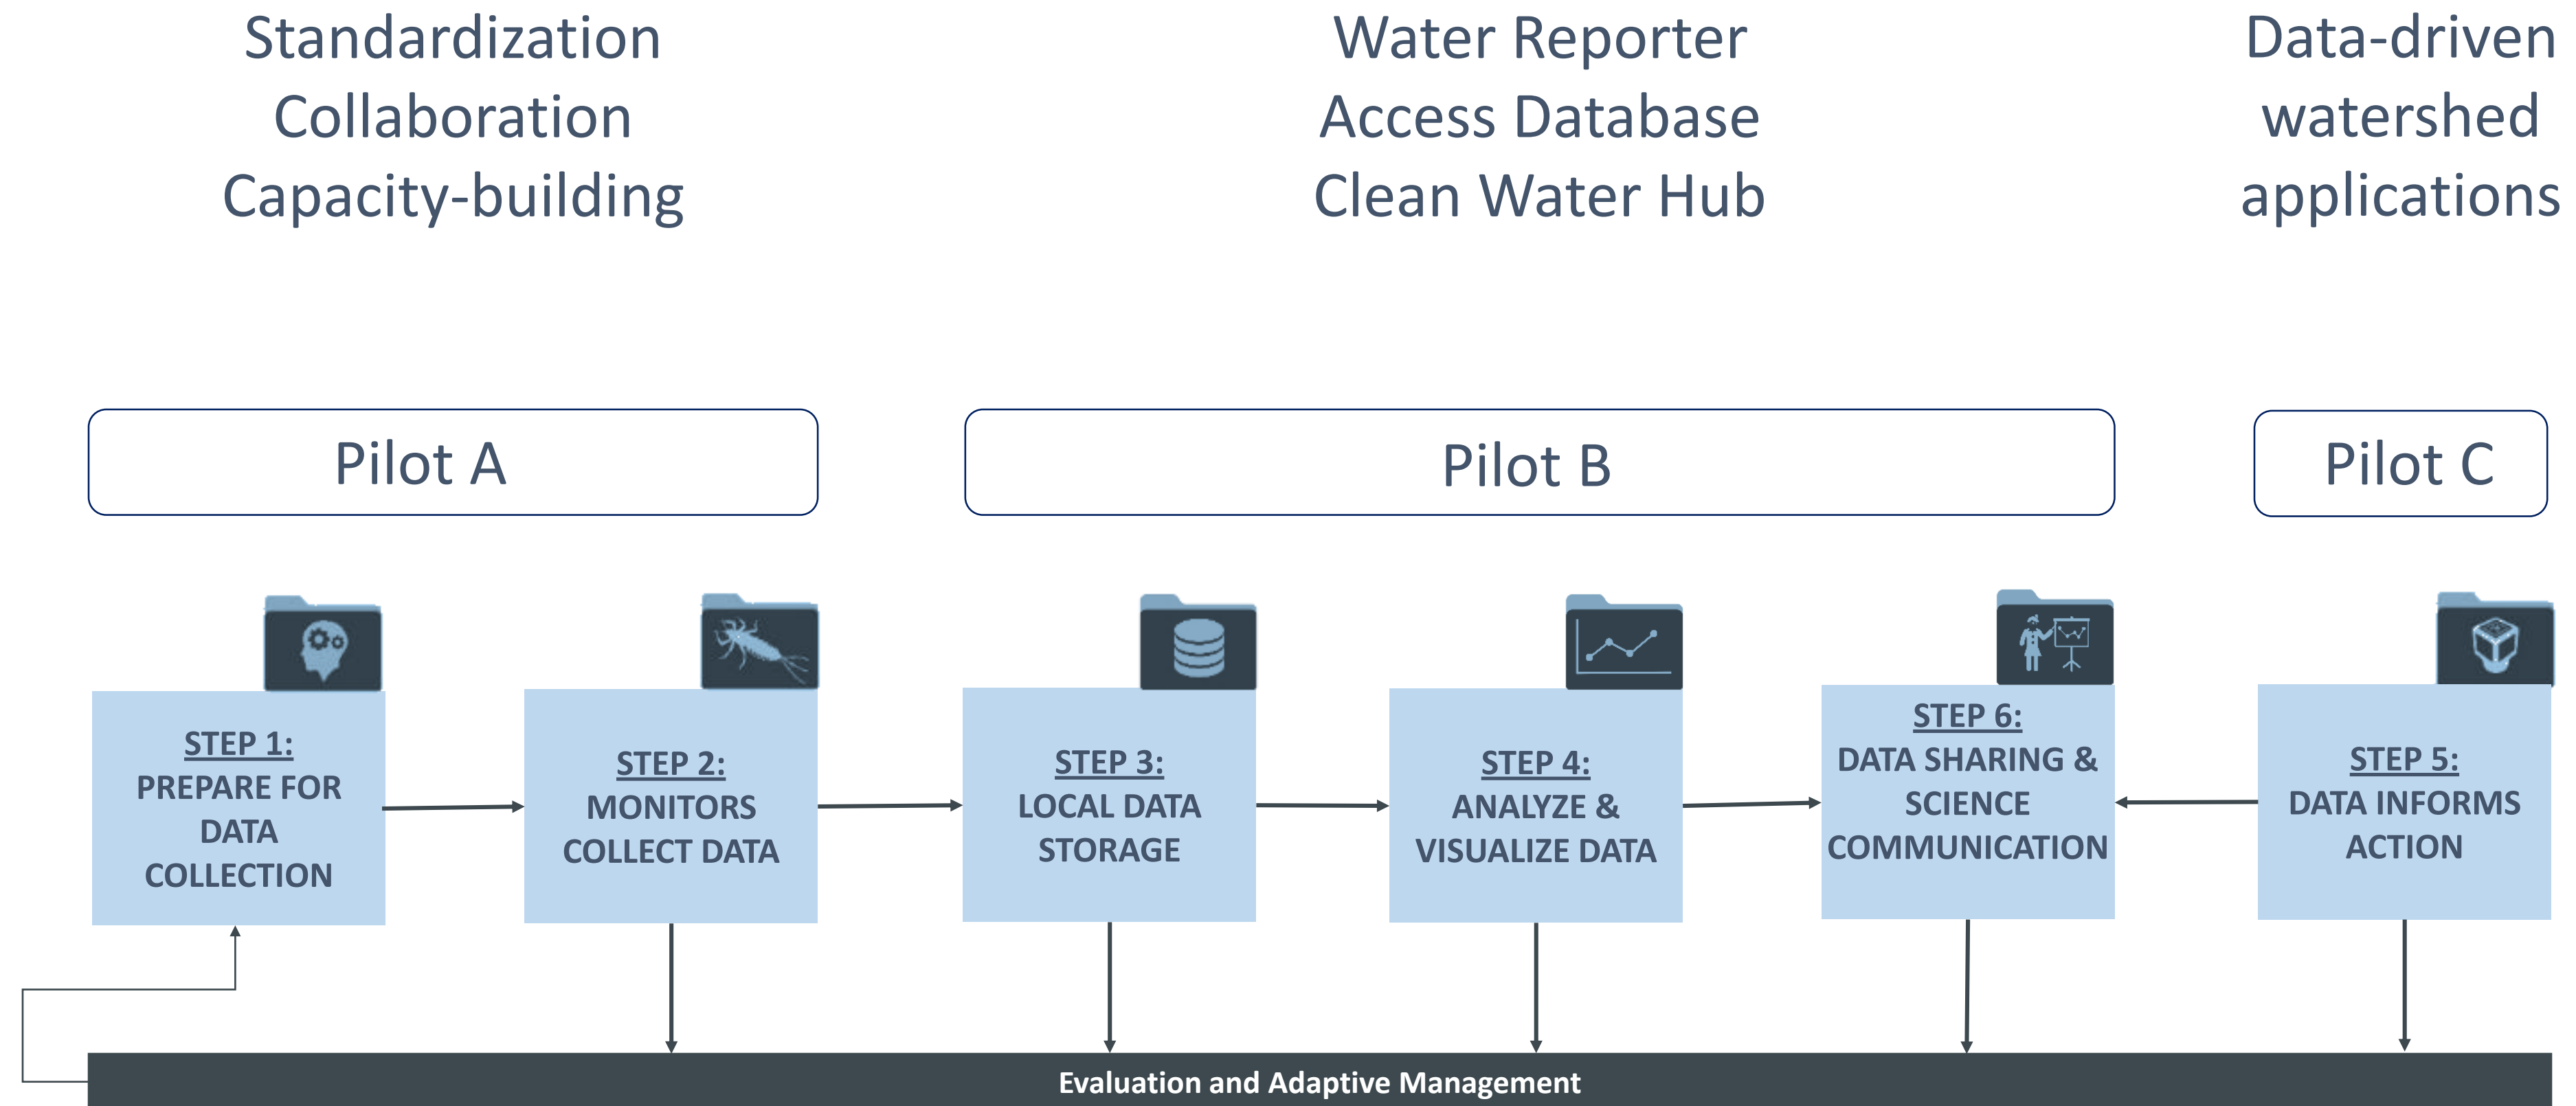 Standardization
Collaboration
Capacity-building
Water Reporter
Access Database
Clean Water Hub
Data-driven
watershed
applications
Pilot A
Pilot B
Pilot C
STEP 1:
PREPARE FOR
DATA
COLLECTION
STEP 2:
MONITORS
COLLECT DATA
STEP 3:
LOCAL DATA
STORAGE
STEP 4:
ANALYZE &
VISUALIZE DATA
STEP 6:
DATA SHARING &
SCIENCE
COMMUNICATION
STEP 5:
DATA INFORMS
ACTION
Evaluation and Adaptive Management